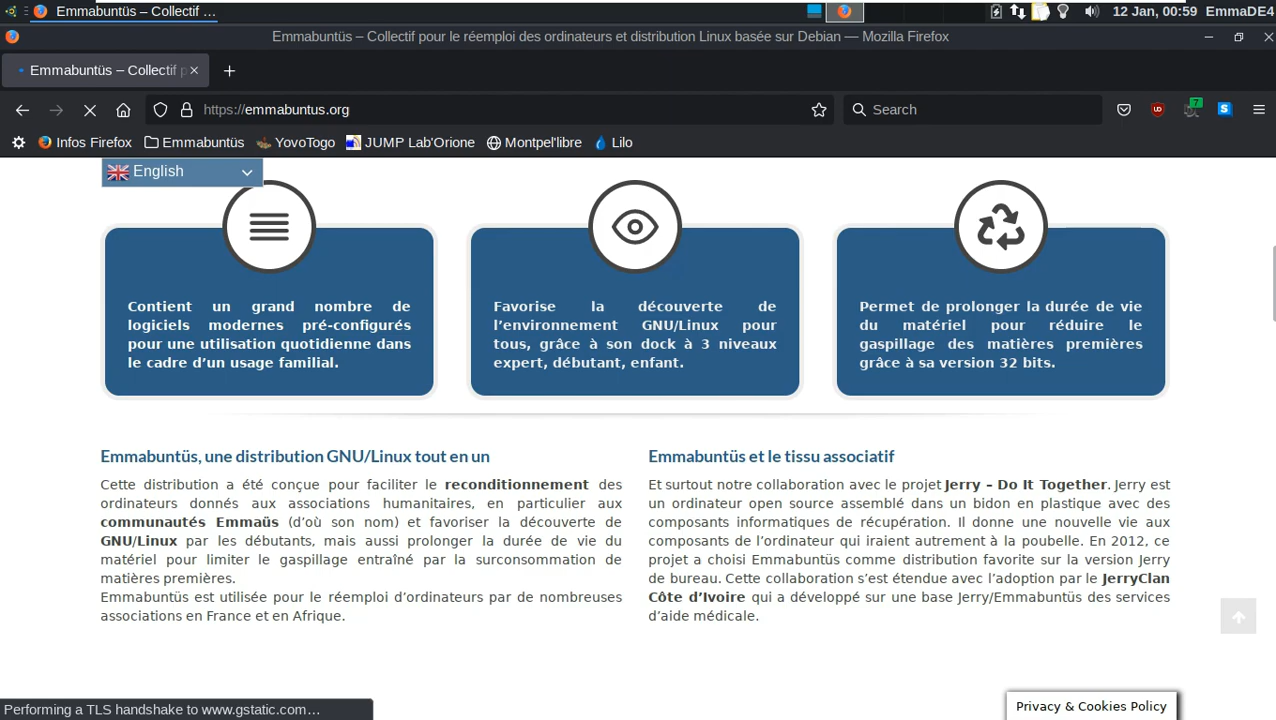 Emmabuntüs – Collectif ...
12 Jan, 00:59 EmmaDE4
Emmabuntüs – Collectif pour le réemploi des ordinateurs et distribution Linux basée sur Debian — Mozilla Firefox
Emmabuntüs – Collectif p
https://emmabuntus.org
Search
UD
7
S
Infos Firefox
Emmabuntüs
YovoTogo
JUMP Lab'Orione
Montpel'libre
Lilo
English
Contient un grand nombre de
logiciels modernes pré-configurés
pour une utilisation quotidienne dans
le cadre d’un usage familial.
Favorise la découverte de
l’environnement GNU/Linux pour
tous, grâce à son dock à 3 niveaux
expert, débutant, enfant.
Permet de prolonger la durée de vie
du matériel pour réduire le
gaspillage des matières premières
grâce à sa version 32 bits.
Emmabuntüs, une distribution GNU/Linux tout en un
Cette distribution a été conçue pour faciliter le reconditionnement des
ordinateurs donnés aux associations humanitaires, en particulier aux
communautés Emmaüs (d’où son nom) et favoriser la découverte de
GNU/Linux par les débutants, mais aussi prolonger la durée de vie du
matériel pour limiter le gaspillage entraîné par la surconsommation de
matières premières.
Emmabuntüs est utilisée pour le réemploi d’ordinateurs par de nombreuses
associations en France et en Afrique.
Emmabuntüs et le tissu associatif
Et surtout notre collaboration avec le projet Jerry – Do It Together. Jerry est
un ordinateur open source assemblé dans un bidon en plastique avec des
composants informatiques de récupération. Il donne une nouvelle vie aux
composants de l’ordinateur qui iraient autrement à la poubelle. En 2012, ce
projet a choisi Emmabuntüs comme distribution favorite sur la version Jerry
de bureau. Cette collaboration s’est étendue avec l’adoption par le JerryClan
Côte d’Ivoire qui a développé sur une base Jerry/Emmabuntüs des services
d’aide médicale.
Performing a TLS handshake to www.gstatic.com...
Privacy & Cookies Policy